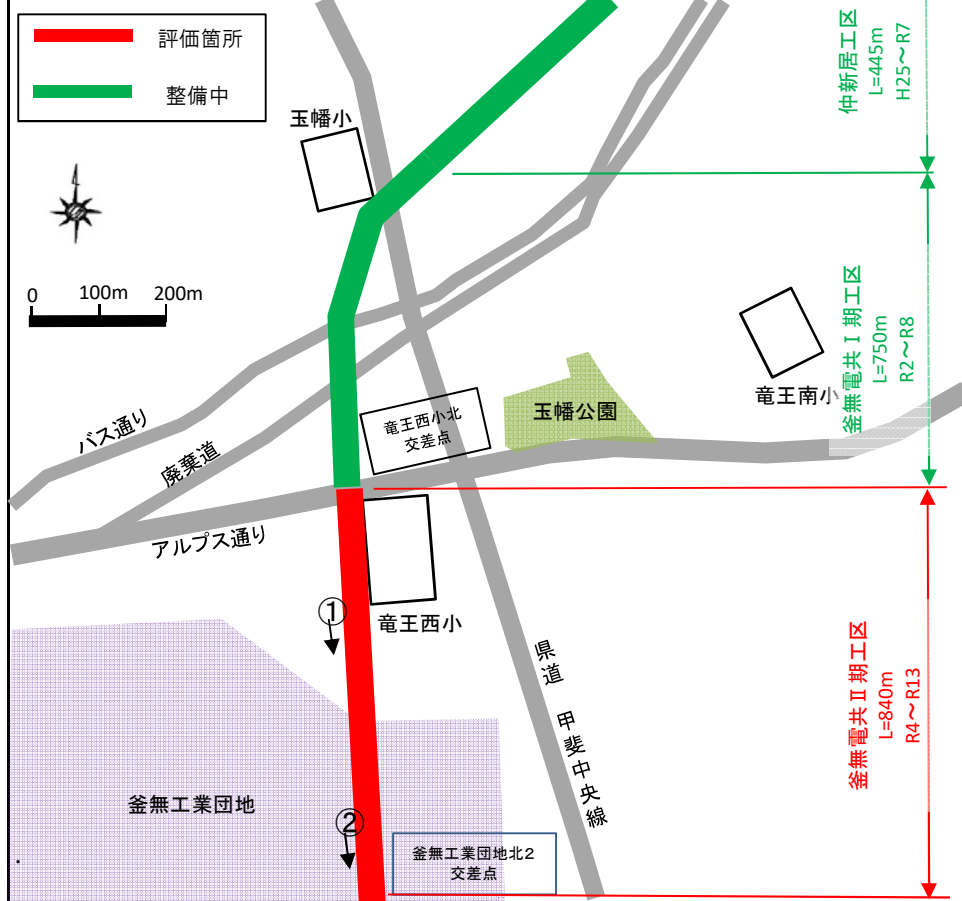 評価箇所
整備中
玉幡小
0 100m 200m
仲新居工区
L=445m
H25～R7
釜無電共Ⅰ期工区
L=750m
R2～R8
竜王南小
玉幡公園
竜王西小北
交差点
バス通り
廃棄道
アルプス通り
①
竜王西小
県道 甲斐中央線
釜無電共Ⅱ期工区
L=840m
R4～R13
釜無工業団地
②
釜無工業団地北2
交差点